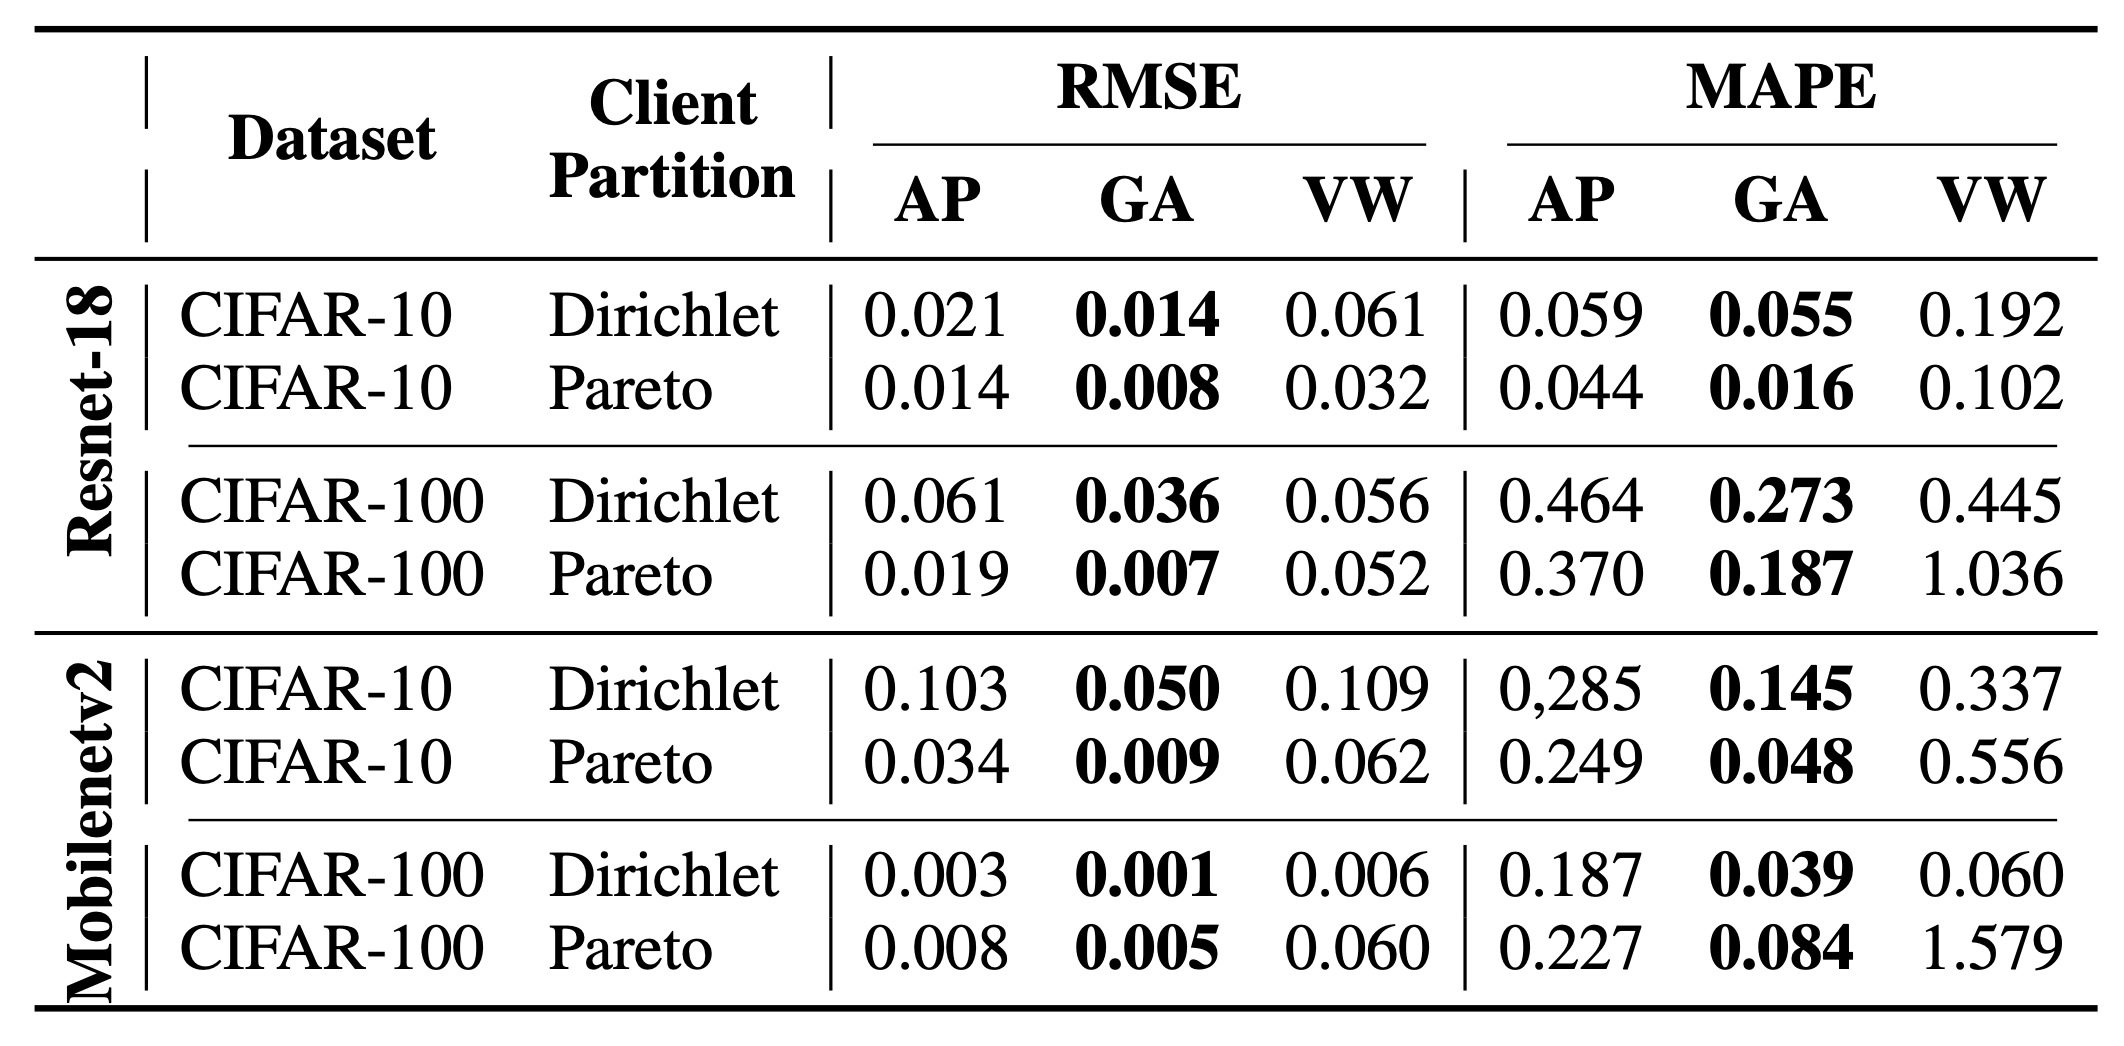 Dataset Client Partition RMSE MAPE
AP GA VW AP GA VW
Resnet-18
CIFAR-10 Dirichlet 0.021 0.014 0.061 0.059 0.055 0.192
CIFAR-10 Pareto 0.014 0.008 0.032 0.044 0.016 0.102
CIFAR-100 Dirichlet 0.061 0.036 0.056 0.464 0.273 0.445
CIFAR-100 Pareto 0.019 0.007 0.052 0.370 0.187 1.036
Mobilenetv2
CIFAR-10 Dirichlet 0.103 0.050 0.109 0,285 0.145 0.337
CIFAR-10 Pareto 0.034 0.009 0.062 0.249 0.048 0.556
CIFAR-100 Dirichlet 0.003 0.001 0.006 0.187 0.039 0.060
CIFAR-100 Pareto 0.008 0.005 0.060 0.227 0.084 1.579